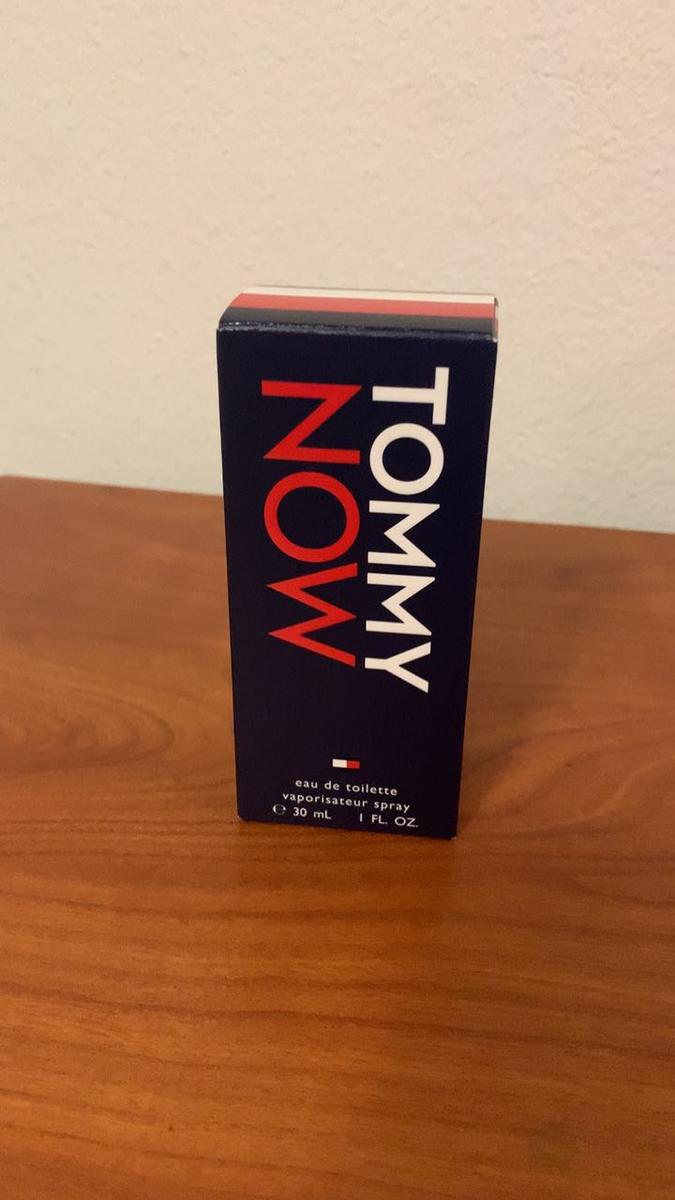 TOMMY
NOW
eau de toilette
vaporisateur spray
℮ 30 mL 1 FL. OZ.